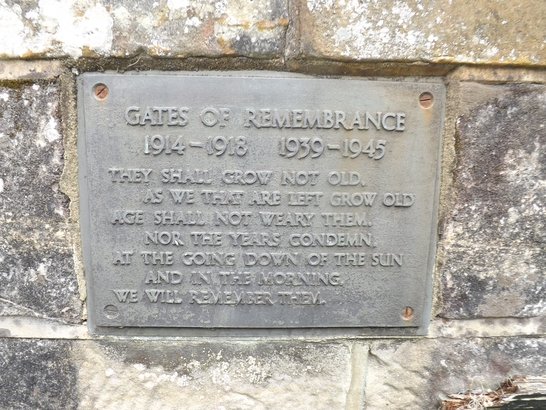 GATES OF REMEMBRANCE
1914–1918 1939–1945
THEY SHALL GROW NOT OLD,
AS WE THAT ARE LEFT GROW OLD
AGE SHALL NOT WEARY THEM,
NOR THE YEARS CONDEMN.
AT THE GOING DOWN OF THE SUN
AND IN THE MORNING,
WE WILL REMEMBER THEM.